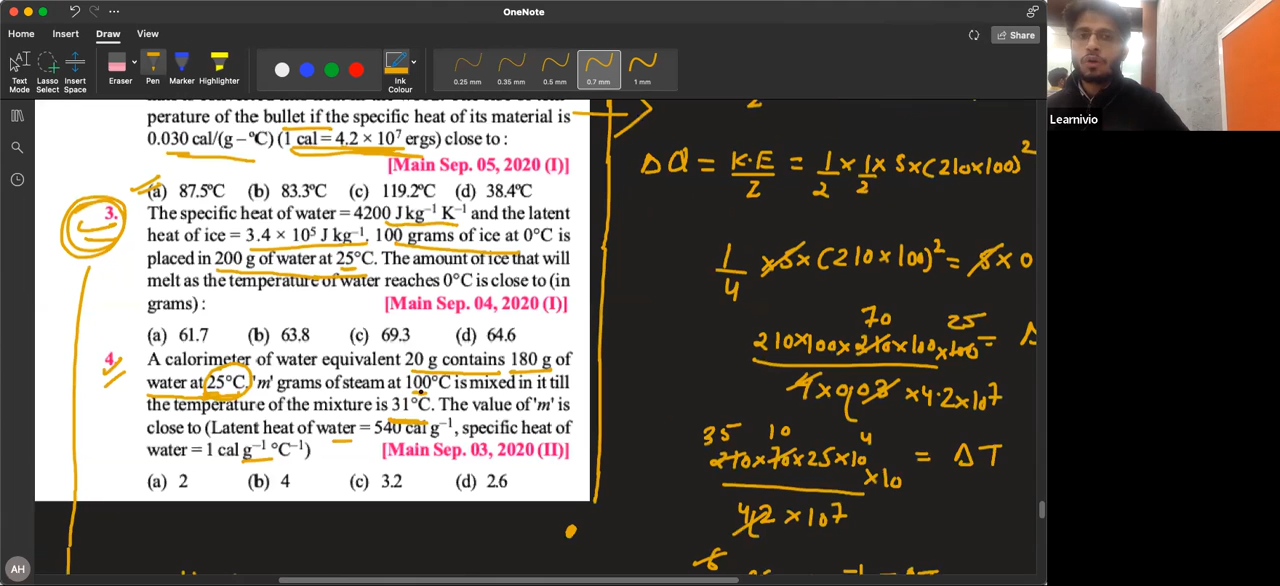 OneNote
Home Insert Draw View
Share
Text Mode
Lasso Select
Insert Space
Eraser
Pen
Marker
Highlighter
Ink Colour
0.25 mm
0.35 mm
0.5 mm
0.7 mm
1 mm
Learnivio
perature of the bullet if the specific heat of its material is
0.030 cal/(g – ºC) (1 cal = 4.2 × 10⁷ ergs) close to :
[Main Sep. 05, 2020 (I)]
(a) 87.5ºC (b) 83.3ºC (c) 119.2ºC (d) 38.4ºC
3. The specific heat of water = 4200 J kg⁻¹ K⁻¹ and the latent
heat of ice = 3.4 × 10⁵ J kg⁻¹. 100 grams of ice at 0°C is
placed in 200 g of water at 25°C. The amount of ice that will
melt as the temperature of water reaches 0°C is close to (in
grams) : [Main Sep. 04, 2020 (I)]
(a) 61.7 (b) 63.8 (c) 69.3 (d) 64.6
4. A calorimeter of water equivalent 20 g contains 180 g of
water at 25°C. 'm' grams of steam at 100°C is mixed in it till
the temperature of the mixture is 31°C. The value of 'm' is
close to (Latent heat of water = 540 cal g⁻¹, specific heat of
water = 1 cal g⁻¹ °C⁻¹) [Main Sep. 03, 2020 (II)]
(a) 2 (b) 4 (c) 3.2 (d) 2.6
2
ΔQ = K.E/2 = 1/2 × 1/2 × 5 × (210×100)²
1/4 × 5 × (210×100)² = 5 × 0
70 25
210×100×210×100×100 =
4×0.03 ×4.2×10⁷
35 10
210×70×25×10⁴ ×10 = ΔT
42 × 10⁷
6
AH